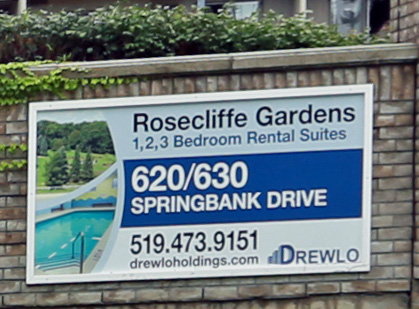 Rosecliffe Gardens
1,2,3 Bedroom Rental Suites
620/630
SPRINGBANK DRIVE
519.473.9151
drewloholdings.com
DREWLO